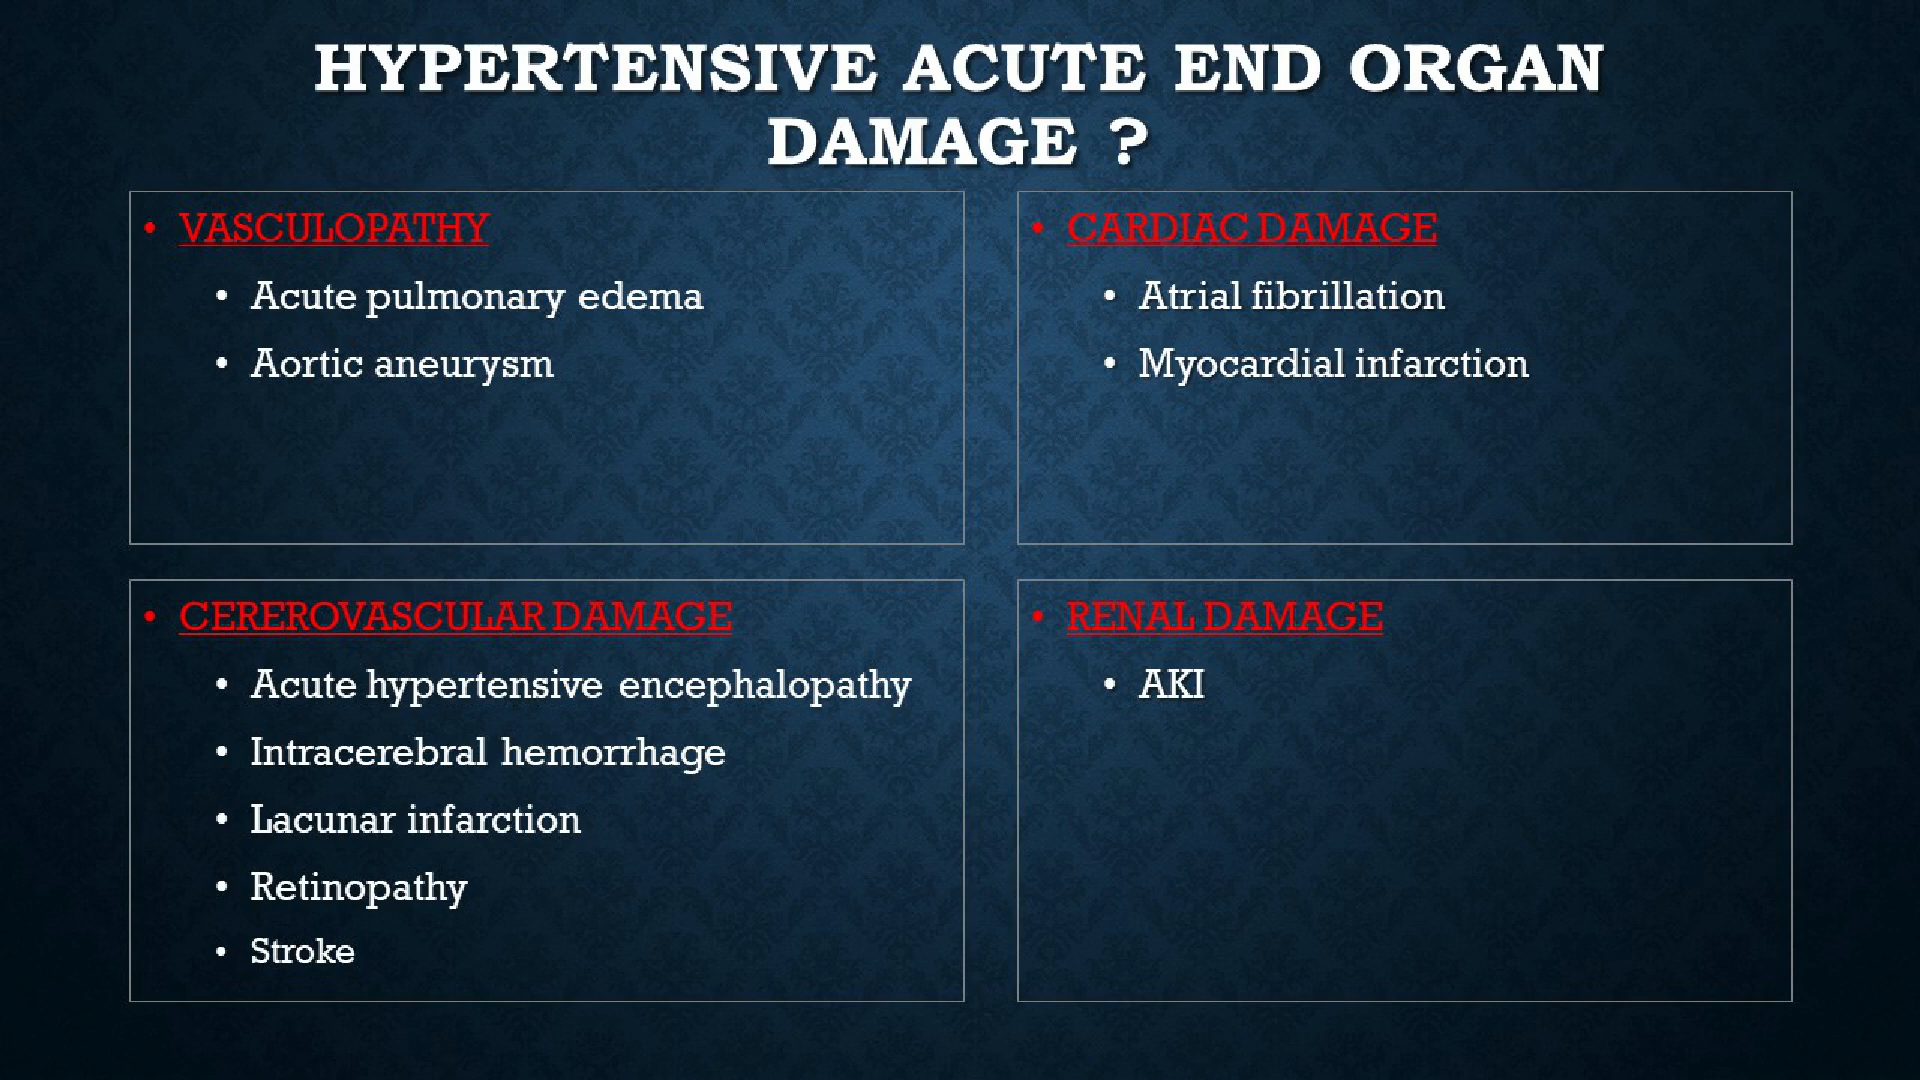 HYPERTENSIVE ACUTE END ORGAN
DAMAGE ?
• VASCULOPATHY
• Acute pulmonary edema
• Aortic aneurysm
• CARDIAC DAMAGE
• Atrial fibrillation
• Myocardial infarction
• CEREROVASCULAR DAMAGE
• Acute hypertensive encephalopathy
• Intracerebral hemorrhage
• Lacunar infarction
• Retinopathy
• Stroke
• RENAL DAMAGE
• AKI